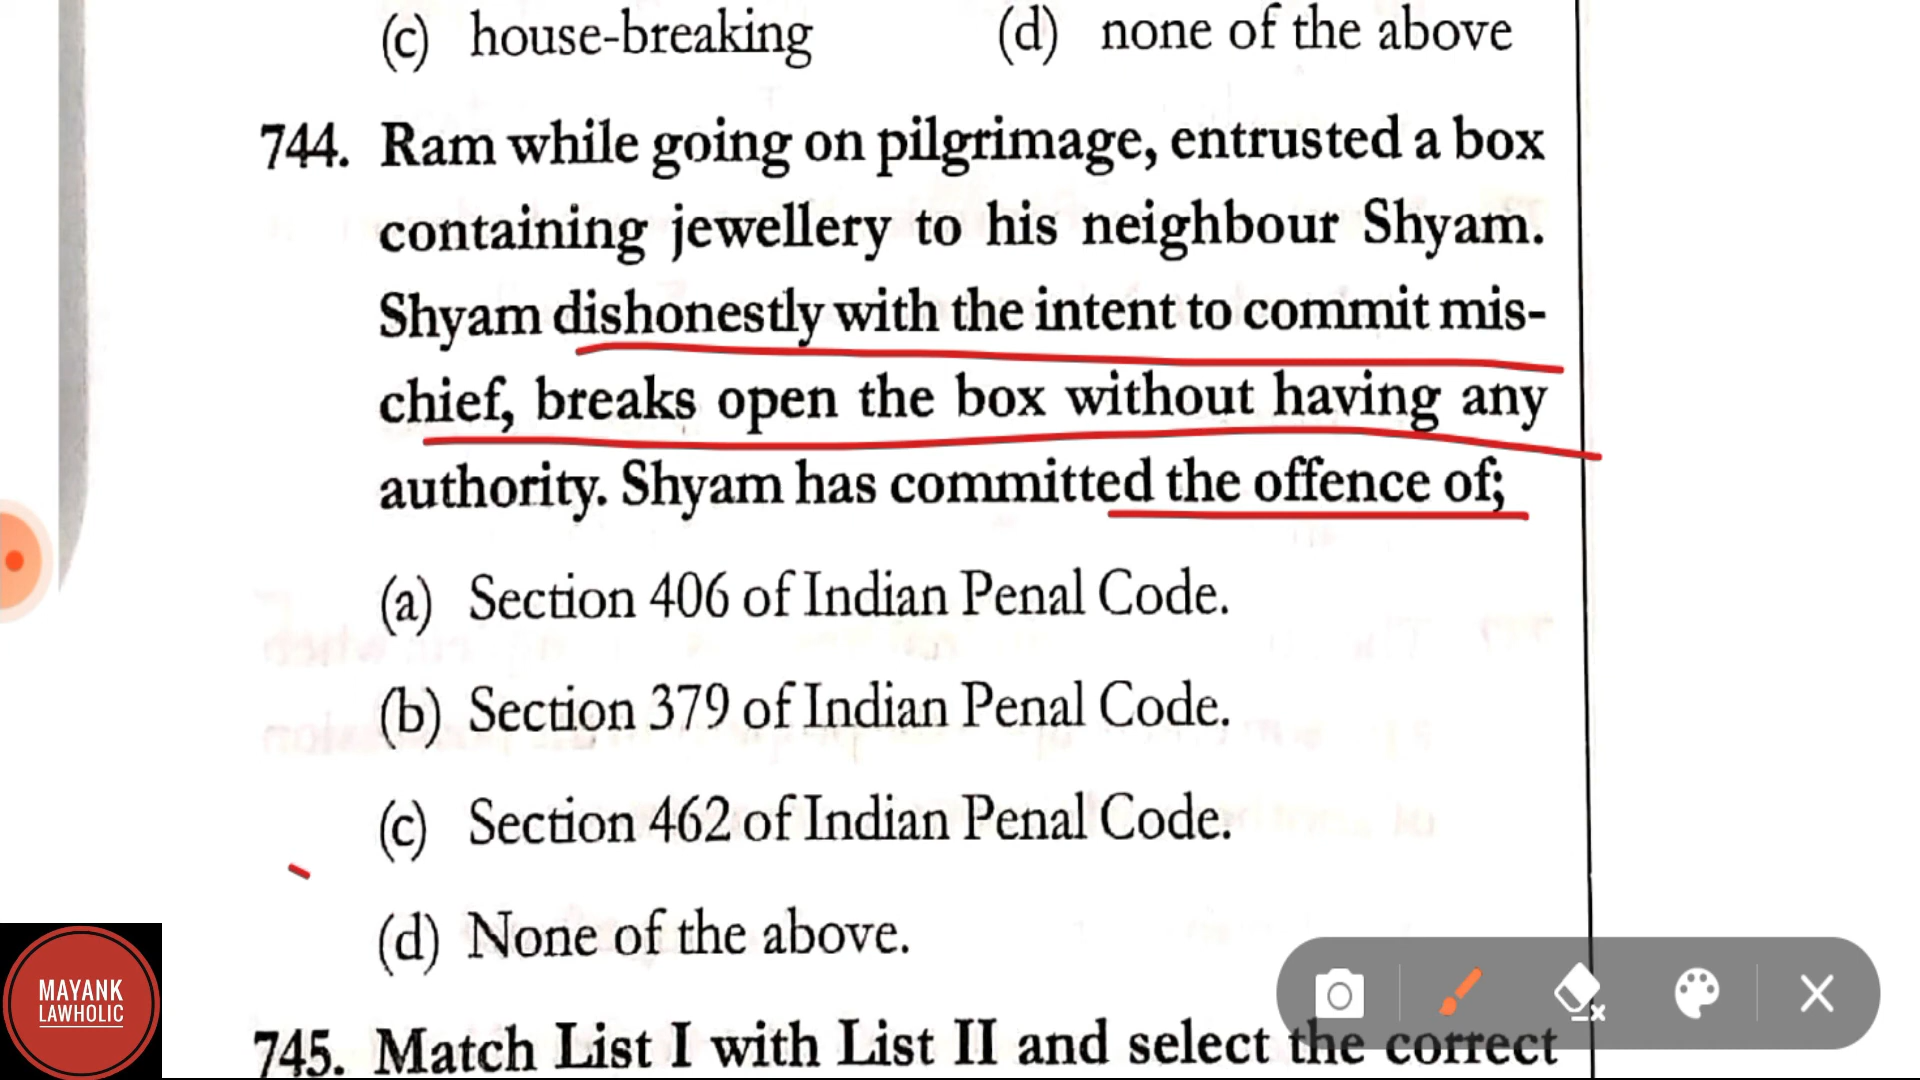 (c) house-breaking (d) none of the above
744. Ram while going on pilgrimage, entrusted a box
containing jewellery to his neighbour Shyam.
Shyam dishonestly with the intent to commit mis-
chief, breaks open the box without having any
authority. Shyam has committed the offence of;
(a) Section 406 of Indian Penal Code.
(b) Section 379 of Indian Penal Code.
(c) Section 462 of Indian Penal Code.
(d) None of the above.
745. Match List I with List II and select the correct
MAYANK
LAWHOLIC